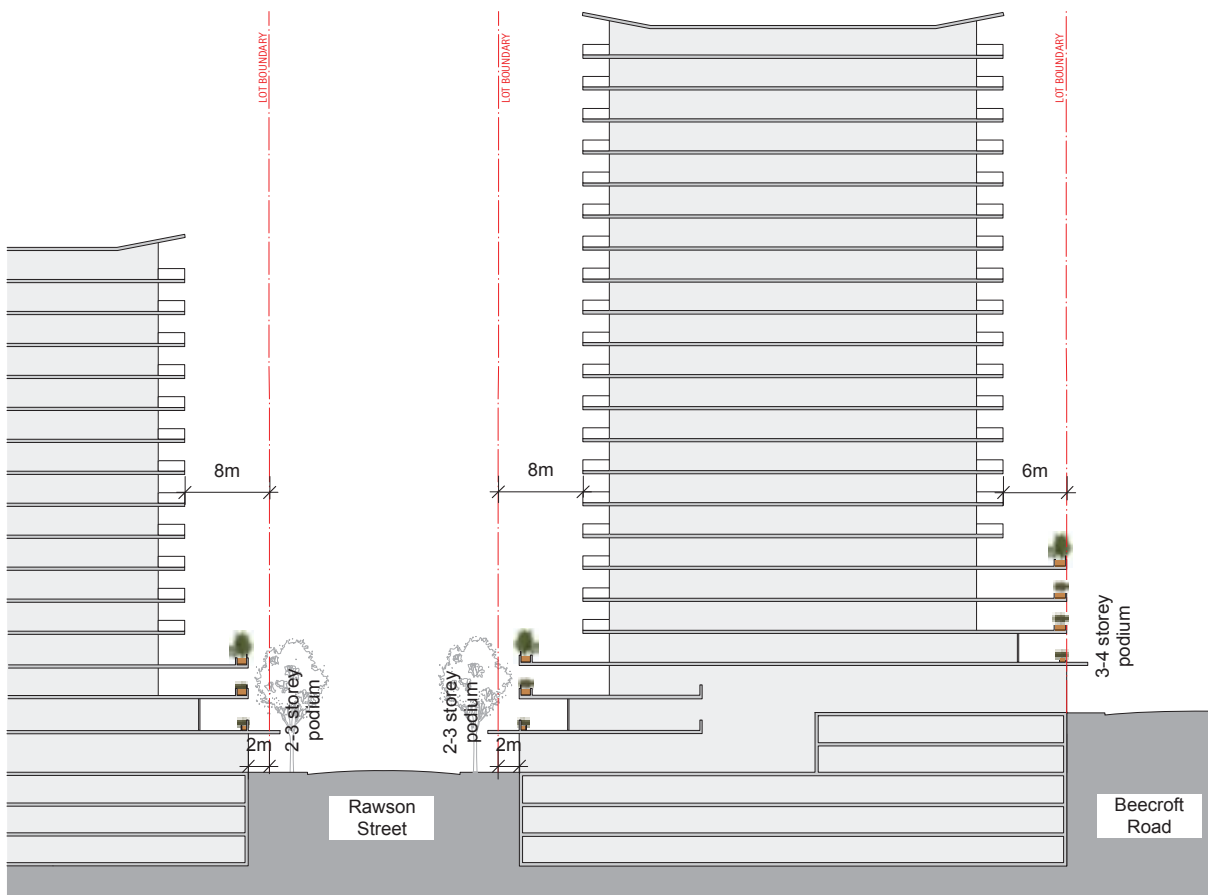 LOT BOUNDARY
LOT BOUNDARY
LOT BOUNDARY
8m
8m
6m
2-3 storey
podium
2-3 storey
podium
3-4 storey
podium
2m
2m
Rawson
Street
Beecroft
Road